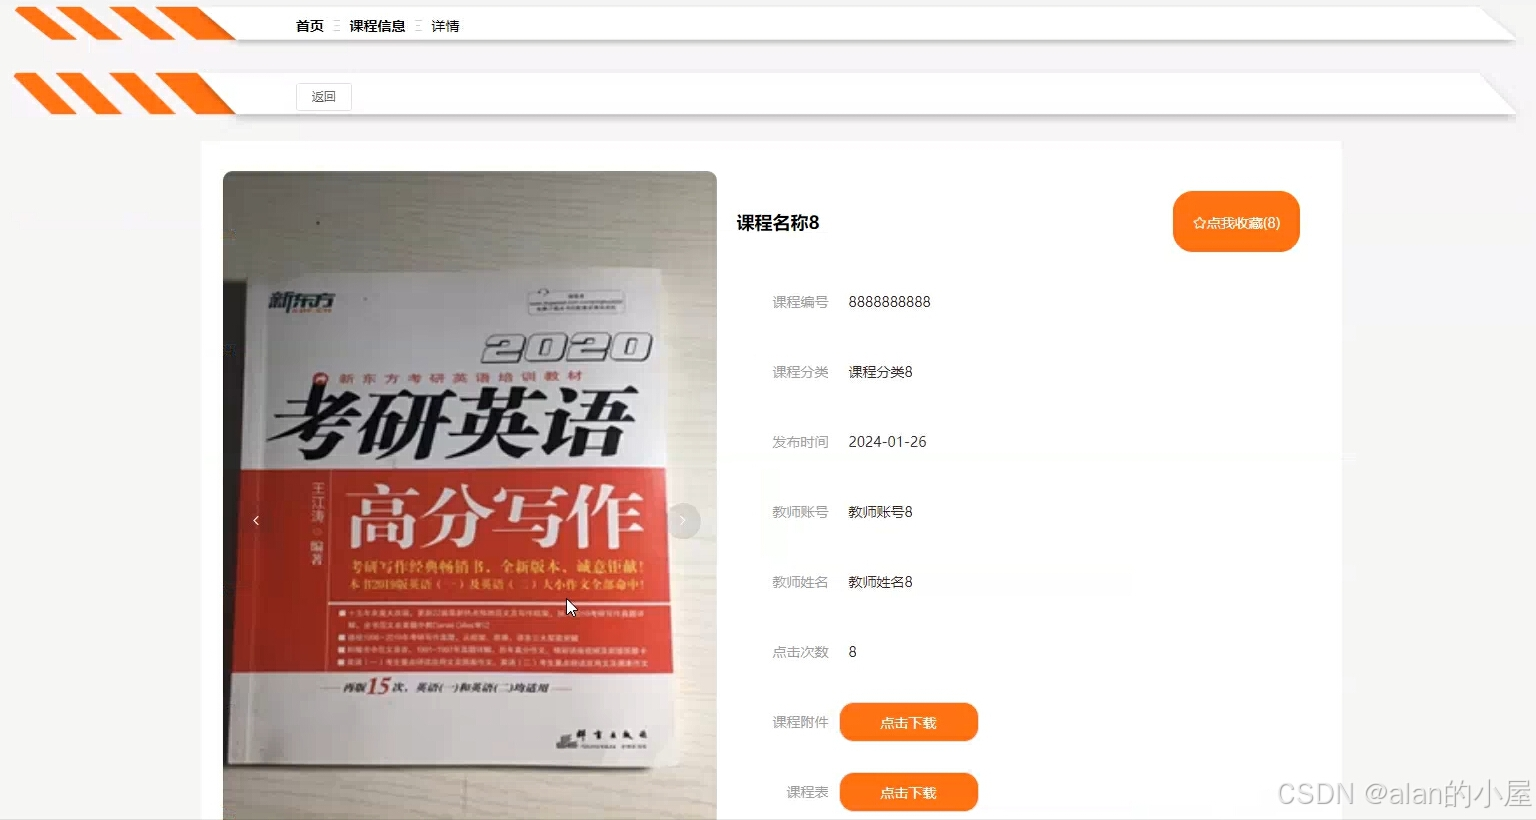 首页 课程信息 详情
返回
课程名称8
☆点我收藏(8)
课程编号 8888888888
课程分类 课程分类8
发布时间 2024-01-26
教师账号 教师账号8
教师姓名 教师姓名8
点击次数 8
课程附件 点击下载
课程表 点击下载
新东方
2020
新东方考研英语培训教材
考研英语
高分写作
王江涛 编著
考研写作经典畅销书,全新版本、诚意钜献!
本书2019版英语(一)及英语(二)大小作文全部命中!
再版15次,英语(一)和英语(二)均适用
群言出版社
CSDN @alan的小屋